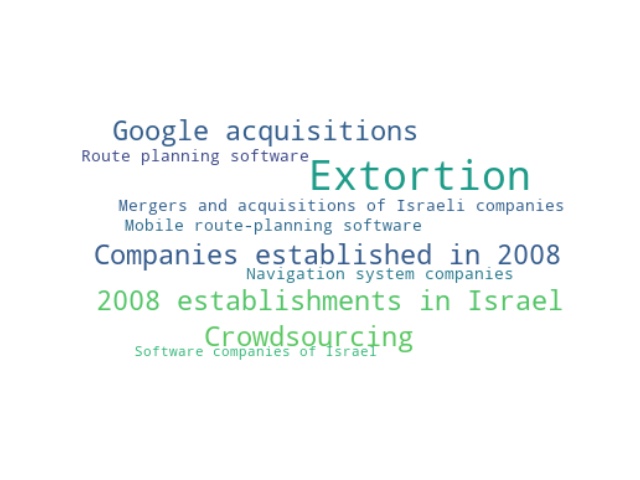 Google acquisitions
Route planning software
Extortion
Mergers and acquisitions of Israeli companies
Mobile route-planning software
Companies established in 2008
Navigation system companies
2008 establishments in Israel
Crowdsourcing
Software companies of Israel